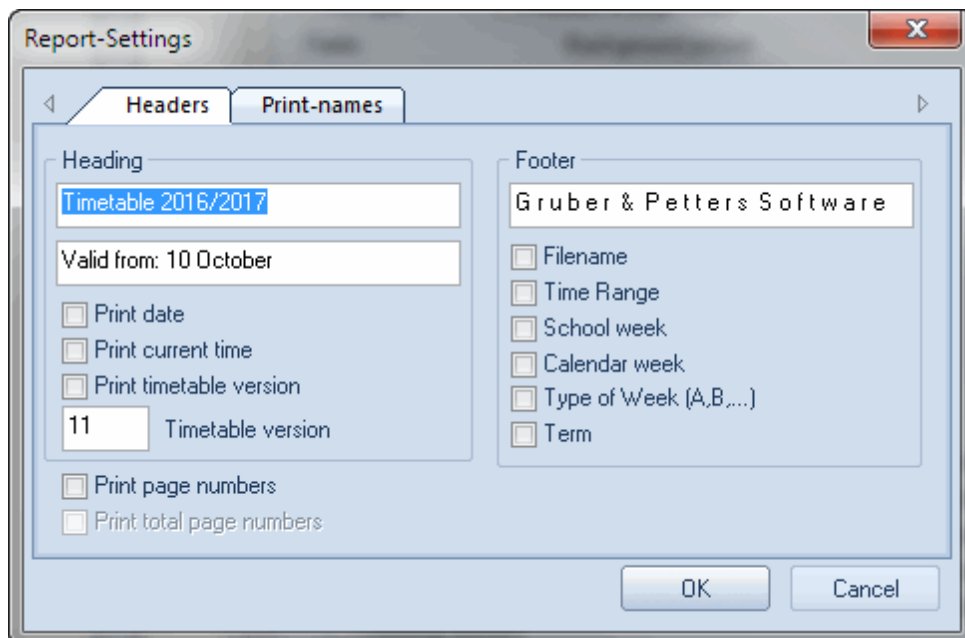 Report-Settings
Headers
Print-names
Heading
Timetable 2016/2017
Valid from: 10 October
Print date
Print current time
Print timetable version
11 Timetable version
Print page numbers
Print total page numbers
Footer
Gruber & Petters Software
Filename
Time Range
School week
Calendar week
Type of Week (A,B,...)
Term
OK
Cancel